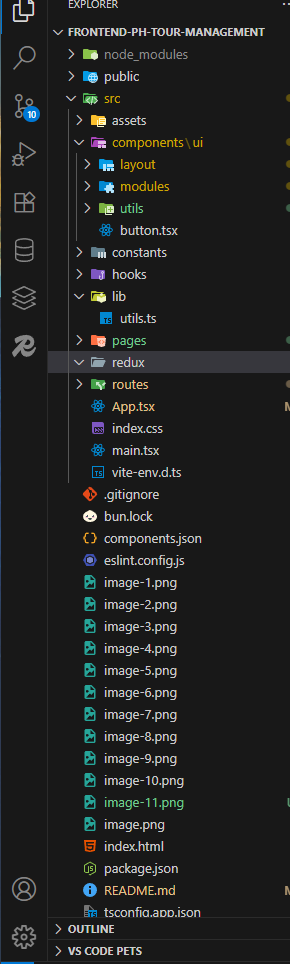 EXPLORER
FRONTEND-PH-TOUR-MANAGEMENT
node_modules
public
src
10
assets
components\ui
layout
modules
utils
button.tsx
constants
hooks
lib
utils.ts
pages
redux
routes
App.tsx
index.css
main.tsx
vite-env.d.ts
.gitignore
bun.lock
components.json
eslint.config.js
image-1.png
image-2.png
image-3.png
image-4.png
image-5.png
image-6.png
image-7.png
image-8.png
image-9.png
image-10.png
image-11.png
image.png
index.html
package.json
README.md
tsconfig.app.json
OUTLINE
VS CODE PETS